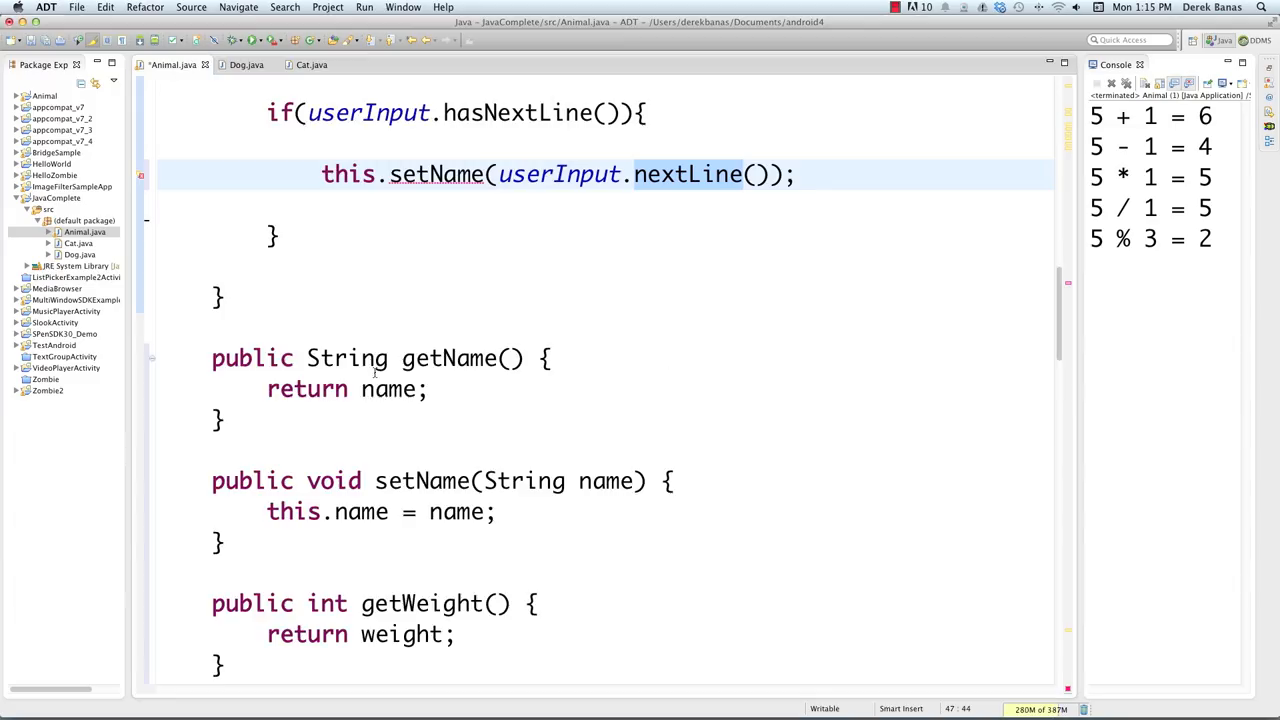 ADT File Edit Refactor Source Navigate Search Project Run Window Help 10 Mon 1:15 PM Derek Banas
Java - JavaComplete/src/Animal.java - ADT - /Users/derekbanas/Documents/android4
Quick Access Java DDMS
Package Exp
*Animal.java Dog.java Cat.java
Console
<terminated> Animal (1) [Java Application] /S
Animal
appcompat_v7
appcompat_v7_2
appcompat_v7_3
appcompat_v7_4
BridgeSample
HelloWorld
HelloZombie
ImageFilterSampleApp
JavaComplete
src
(default package)
Animal.java
Cat.java
Dog.java
JRE System Library [
ListPickerExample2Activi
MediaBrowser
MultiWindowSDKExample
MusicPlayerActivity
SlookActivity
SPenSDK30_Demo
TestAndroid
TextGroupActivity
VideoPlayerActivity
Zombie
Zombie2
if(userInput.hasNextLine()){
this.setName(userInput.nextLine());
}
}
public String getName() {
return name;
}
public void setName(String name) {
this.name = name;
}
public int getWeight() {
return weight;
}
5 + 1 = 6
5 - 1 = 4
5 * 1 = 5
5 / 1 = 5
5 % 3 = 2
Writable Smart Insert 47 : 44 280M of 387M